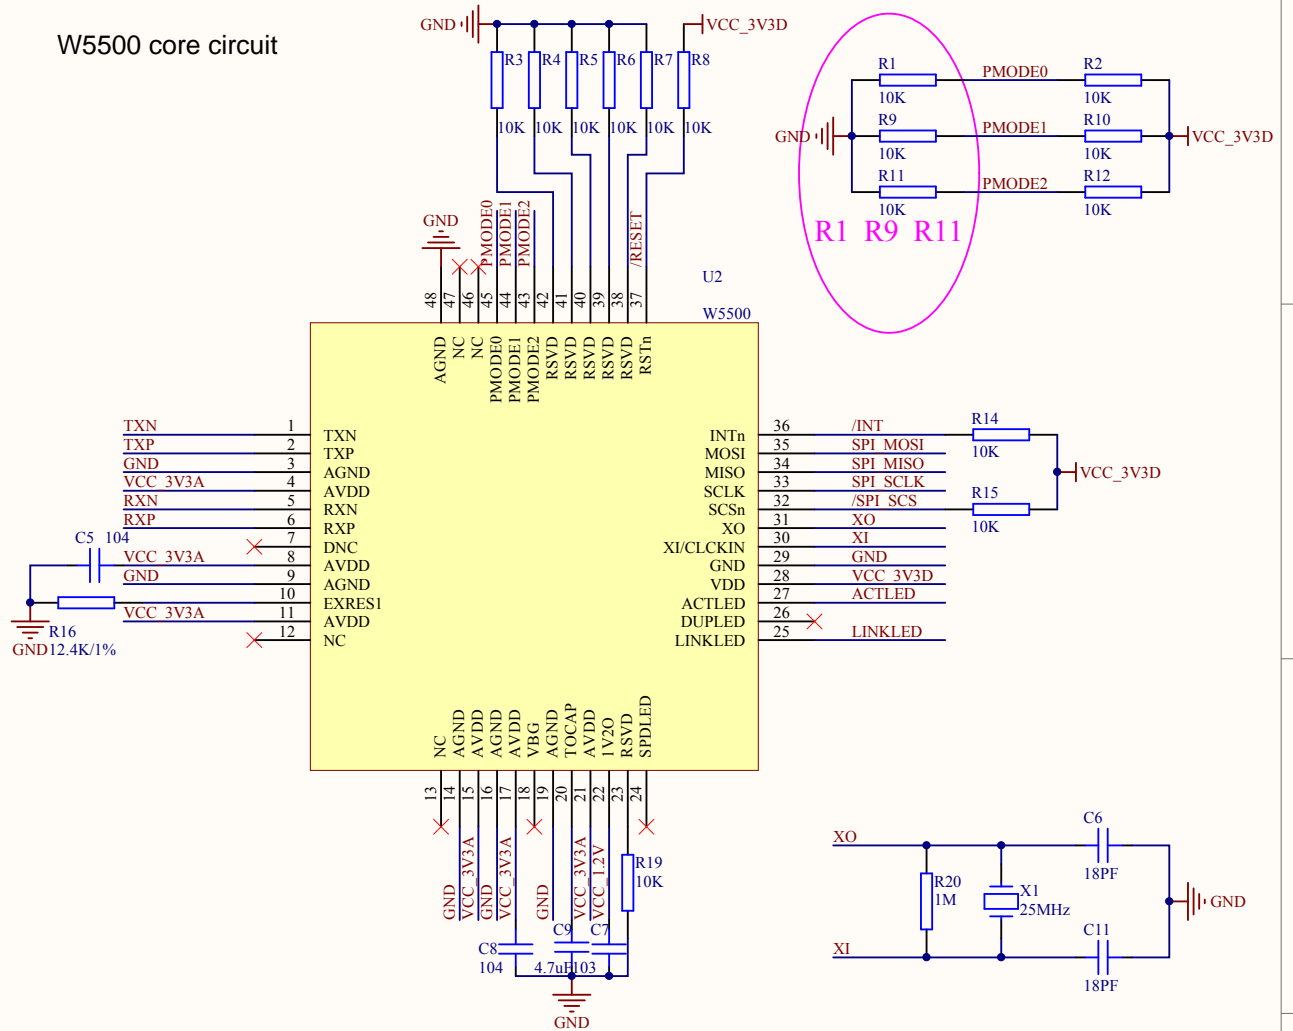 W5500 core circuit
GND
VCC_3V3D
R3 R4 R5 R6 R7 R8
10K 10K 10K 10K 10K 10K
R1 PMODE0 R2
10K 10K
GND R9 PMODE1 R10 VCC_3V3D
10K 10K
R11 PMODE2 R12
10K 10K
R1 R9 R11
GND
PMODE0
PMODE1
PMODE2
/RESET
U2
W5500
48 47 46 45 44 43 42 41 40 39 38 37
AGND
NC
NC
PMODE0
PMODE1
PMODE2
RSVD
RSVD
RSVD
RSVD
RSVD
RSTn
TXN 1 TXN
TXP 2 TXP
GND 3 AGND
VCC_3V3A 4 AVDD
RXN 5 RXN
RXP 6 RXP
7 DNC
C5 104
VCC_3V3A 8 AVDD
GND 9 AGND
10 EXRES1
VCC_3V3A 11 AVDD
12 NC
R16
GND 12.4K/1%
INTn 36 /INT
MOSI 35 SPI_MOSI
MISO 34 SPI_MISO
SCLK 33 SPI_SCLK
SCSn 32 /SPI_SCS
XO 31 XO
XI/CLCKIN 30 XI
GND 29 GND
VDD 28 VCC_3V3D
ACTLED 27 ACTLED
DUPLED 26
LINKLED 25 LINKLED
R14
10K
VCC_3V3D
R15
10K
NC
AGND
AVDD
AGND
AVDD
VBG
AGND
TOCAP
AVDD
1V2O
RSVD
SPDLED
13 14 15 16 17 18 19 20 21 22 23 24
GND
VCC_3V3A
GND
VCC_3V3A
GND
VCC_3V3A
VCC_1.2V
R19
10K
C8
104
C9
4.7uF
C7
103
GND
XO
C6
18PF
R20
1M
X1
25MHz
GND
XI
C11
18PF